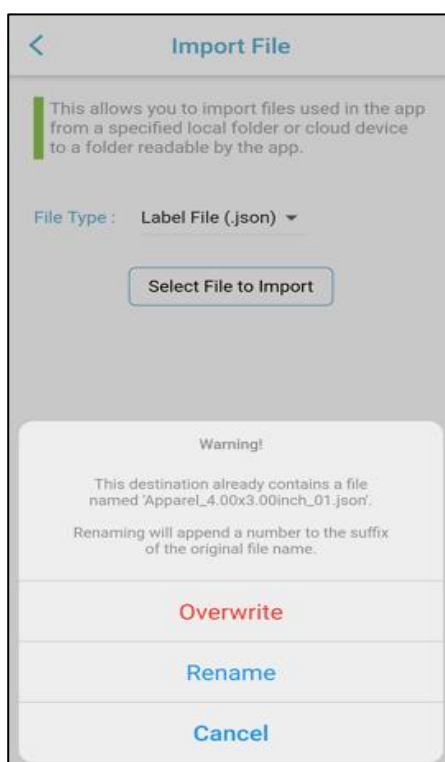 Import File
This allows you to import files used in the app
from a specified local folder or cloud device
to a folder readable by the app.
File Type : Label File (.json)
Select File to Import
Warning!
This destination already contains a file
named 'Apparel_4.00x3.00inch_01.json'.
Renaming will append a number to the suffix
of the original file name.
Overwrite
Rename
Cancel